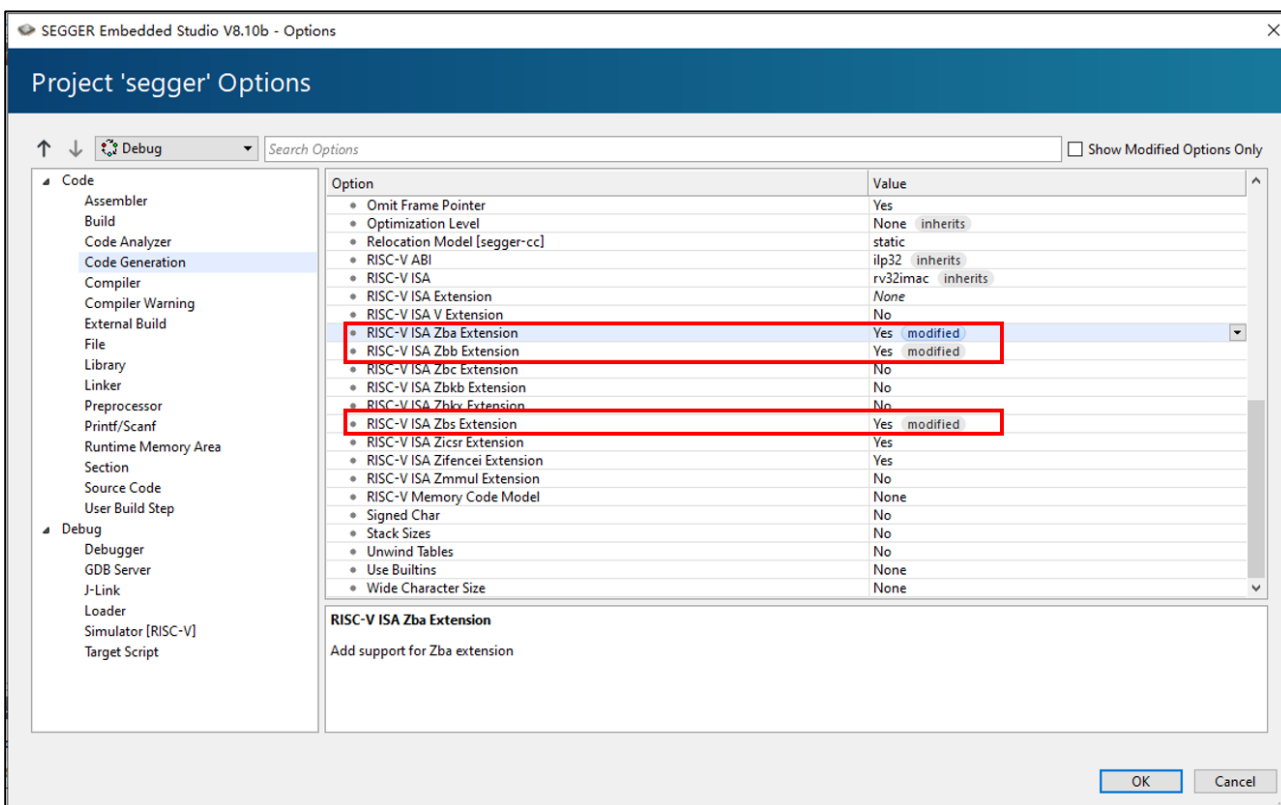 SEGGER Embedded Studio V8.10b - Options
Project 'segger' Options
Debug Search Options Show Modified Options Only
Code
Assembler
Build
Code Analyzer
Code Generation
Compiler
Compiler Warning
External Build
File
Library
Linker
Preprocessor
Printf/Scanf
Runtime Memory Area
Section
Source Code
User Build Step
Debug
Debugger
GDB Server
J-Link
Loader
Simulator [RISC-V]
Target Script
Option Value
Omit Frame Pointer Yes
Optimization Level None inherits
Relocation Model [segger-cc] static
RISC-V ABI ilp32 inherits
RISC-V ISA rv32imac inherits
RISC-V ISA Extension None
RISC-V ISA V Extension No
RISC-V ISA Zba Extension Yes modified
RISC-V ISA Zbb Extension Yes modified
RISC-V ISA Zbc Extension No
RISC-V ISA Zbkb Extension No
RISC-V ISA Zbkx Extension No
RISC-V ISA Zbs Extension Yes modified
RISC-V ISA Zicsr Extension Yes
RISC-V ISA Zifencei Extension Yes
RISC-V ISA Zmmul Extension No
RISC-V Memory Code Model None
Signed Char No
Stack Sizes No
Unwind Tables No
Use Builtins None
Wide Character Size None
RISC-V ISA Zba Extension
Add support for Zba extension
OK Cancel